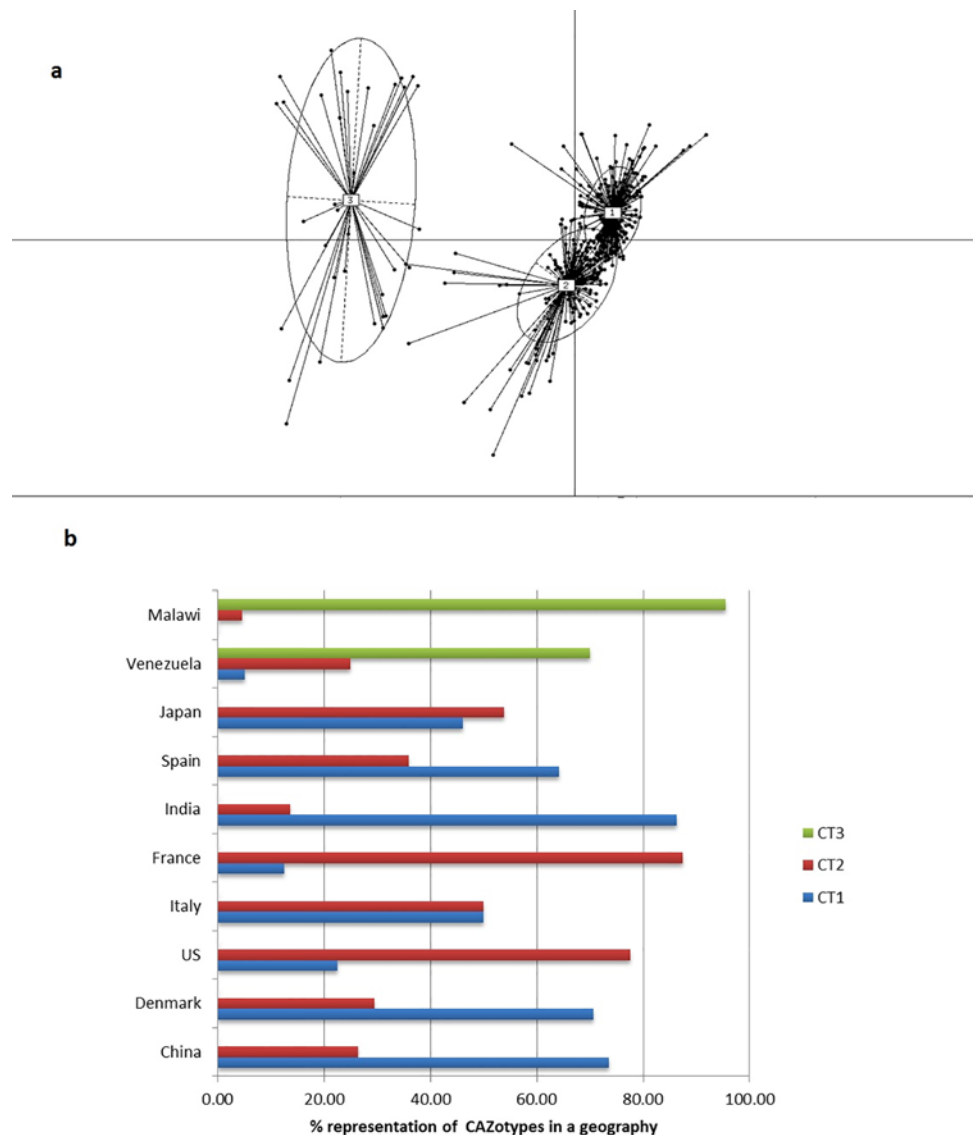 a
3
1
2
b
Malawi
Venezuela
Japan
Spain
India
France
Italy
US
Denmark
China
CT3
CT2
CT1
0.00 20.00 40.00 60.00 80.00 100.00
% representation of CAZotypes in a geography